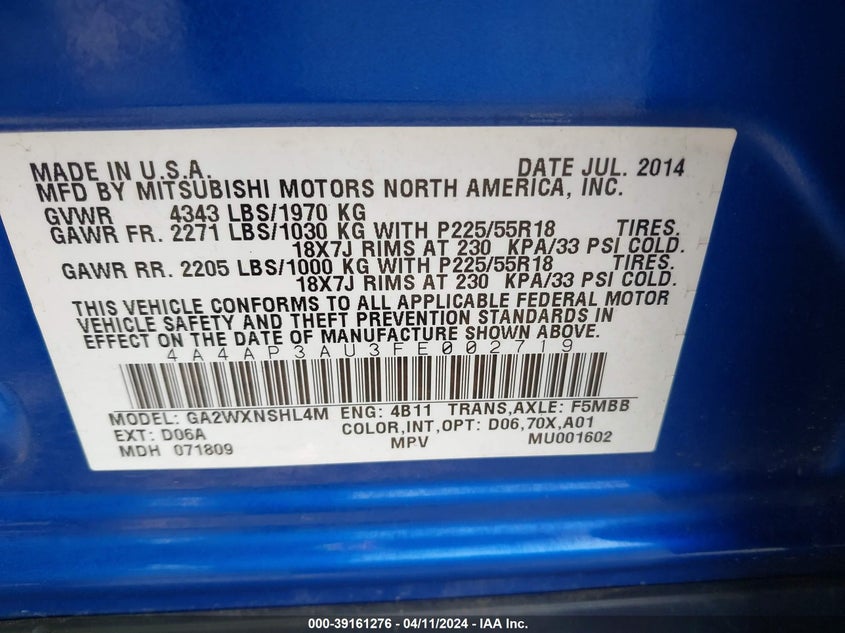 MADE IN U.S.A. DATE JUL. 2014
MFD BY MITSUBISHI MOTORS NORTH AMERICA, INC.
GVWR 4343 LBS/1970 KG
GAWR FR. 2271 LBS/1030 KG WITH P225/55R18 TIRES.
18X7J RIMS AT 230 KPA/33 PSI COLD.
GAWR RR. 2205 LBS/1000 KG WITH P225/55R18 TIRES.
18X7J RIMS AT 230 KPA/33 PSI COLD.
THIS VEHICLE CONFORMS TO ALL APPLICABLE FEDERAL MOTOR
VEHICLE SAFETY AND THEFT PREVENTION STANDARDS IN
EFFECT ON THE DATE OF MANUFACTURE SHOWN ABOVE.
4A4AP3AU3FE002719
MODEL: GA2WXNSHL4M ENG: 4B11 TRANS,AXLE: F5MBB
EXT: D06A COLOR,INT,OPT: D06,70X,A01
MDH 071809 MPV MU001602
000-39161276 - 04/11/2024 - IAA Inc.